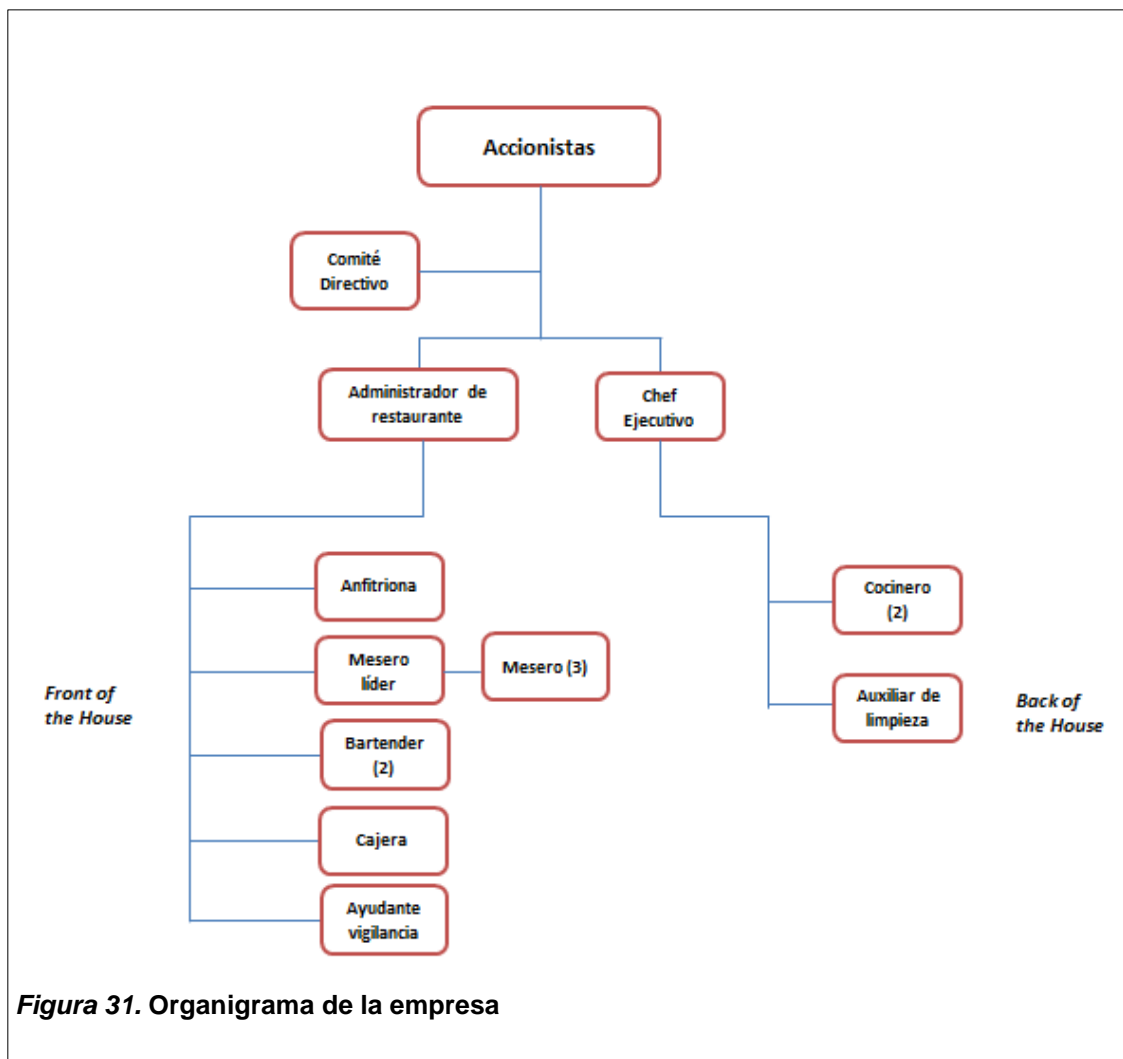 Accionistas
Comité
Directivo
Administrador de
restaurante
Chef
Ejecutivo
Anfitriona
Mesero
líder
Mesero (3)
Bartender
(2)
Cajera
Ayudante
vigilancia
Front of
the House
Cocinero
(2)
Auxiliar de
limpieza
Back of
the House
Figura 31. Organigrama de la empresa